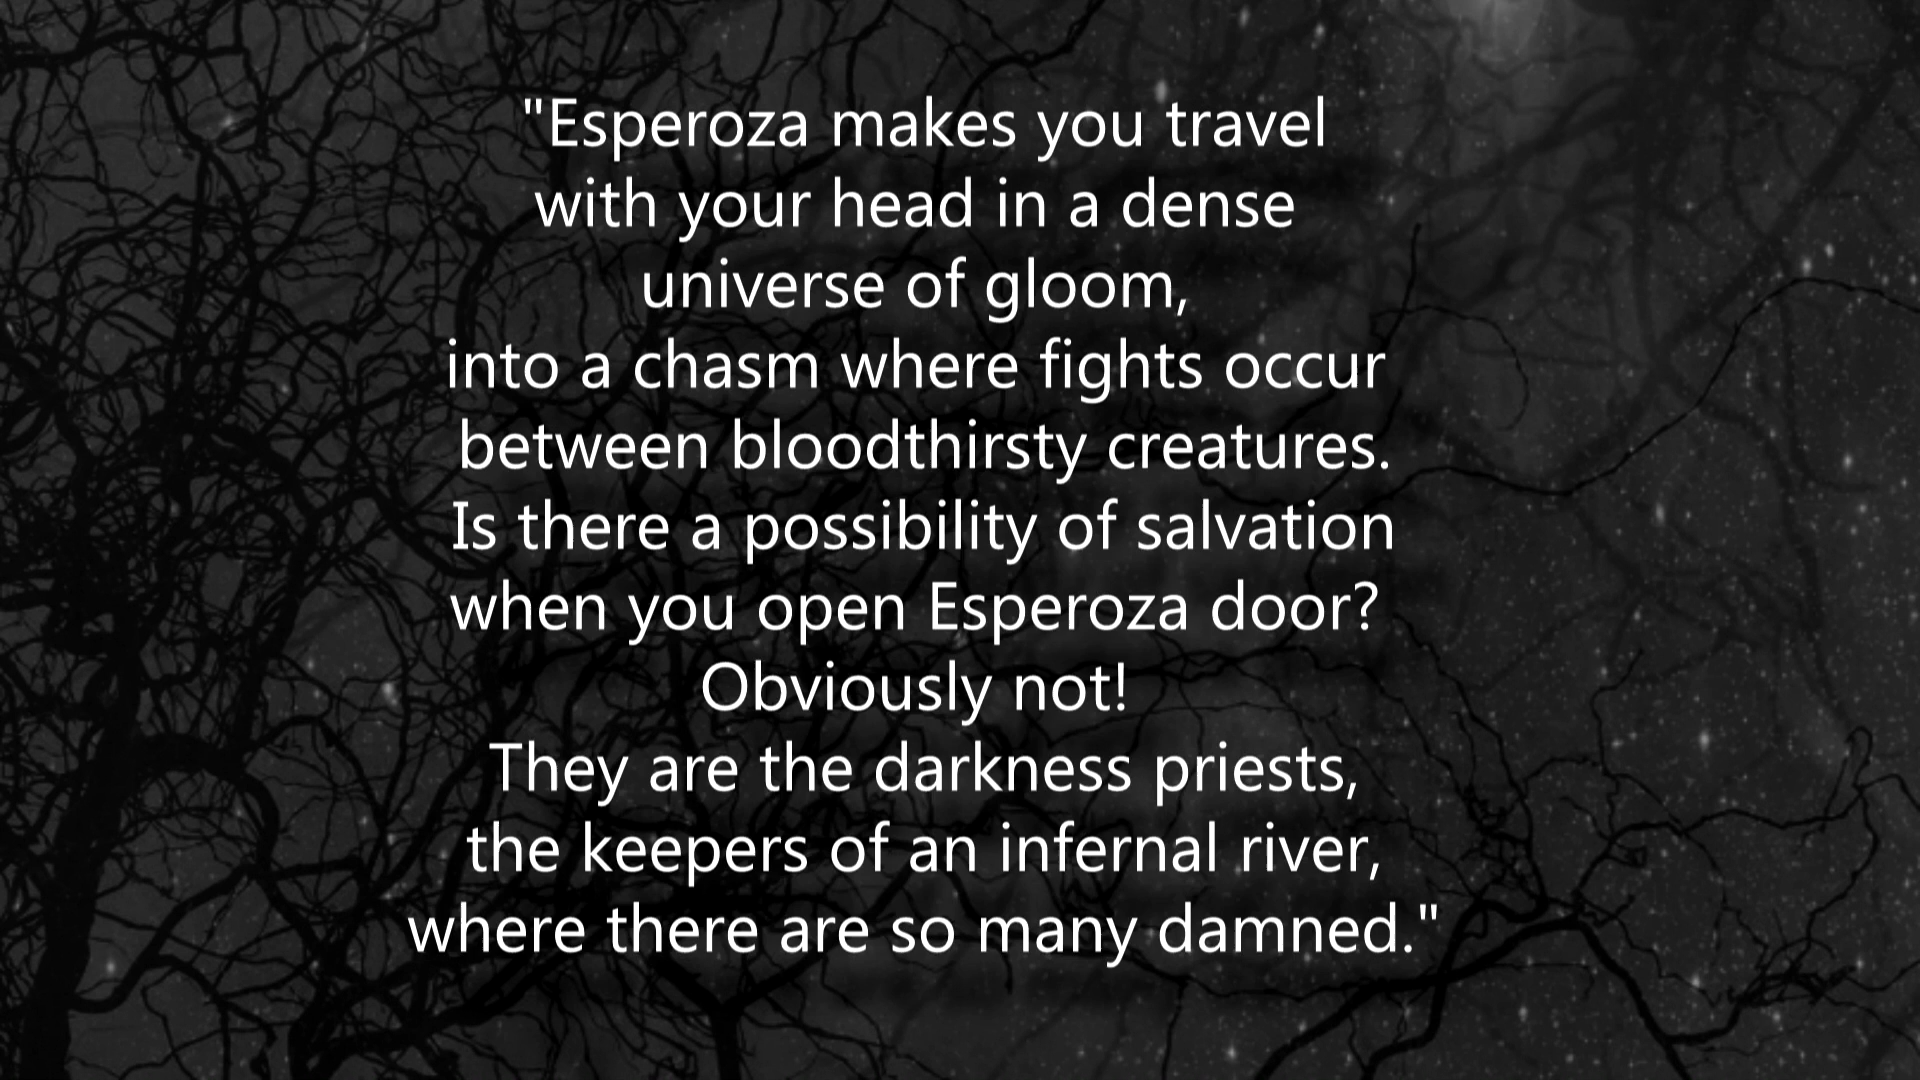 "Esperoza makes you travel
with your head in a dense
universe of gloom,
into a chasm where fights occur
between bloodthirsty creatures.
Is there a possibility of salvation
when you open Esperoza door?
Obviously not!
They are the darkness priests,
the keepers of an infernal river,
where there are so many damned."